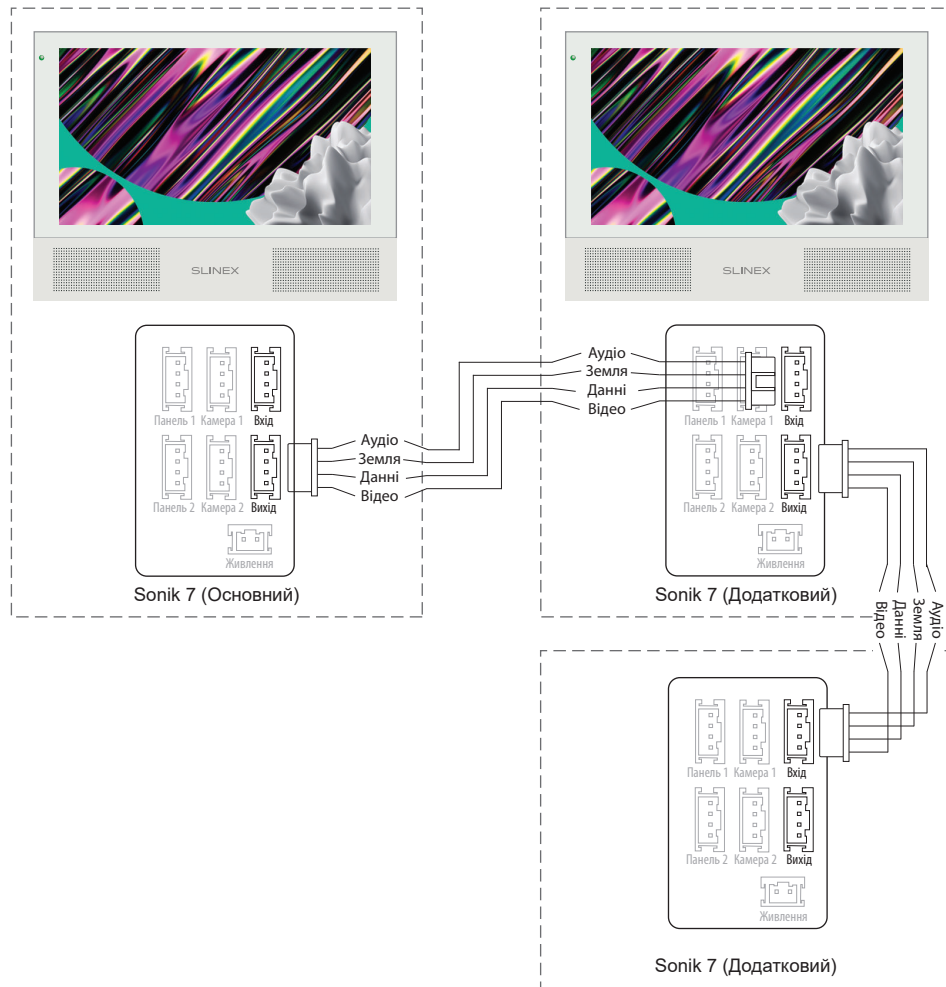 SLINEX
SLINEX
Панель 1 Камера 1 Вхід
Панель 2 Камера 2 Вихід
Живлення
Sonik 7 (Основний)
Аудіо
Земля
Данні
Відео
Аудіо
Земля
Данні
Відео
Панель 1 Камера 1 Вхід
Панель 2 Камера 2 Вихід
Живлення
Sonik 7 (Додатковий)
Відео
Данні
Земля
Аудіо
Панель 1 Камера 1 Вхід
Панель 2 Камера 2 Вихід
Живлення
Sonik 7 (Додатковий)